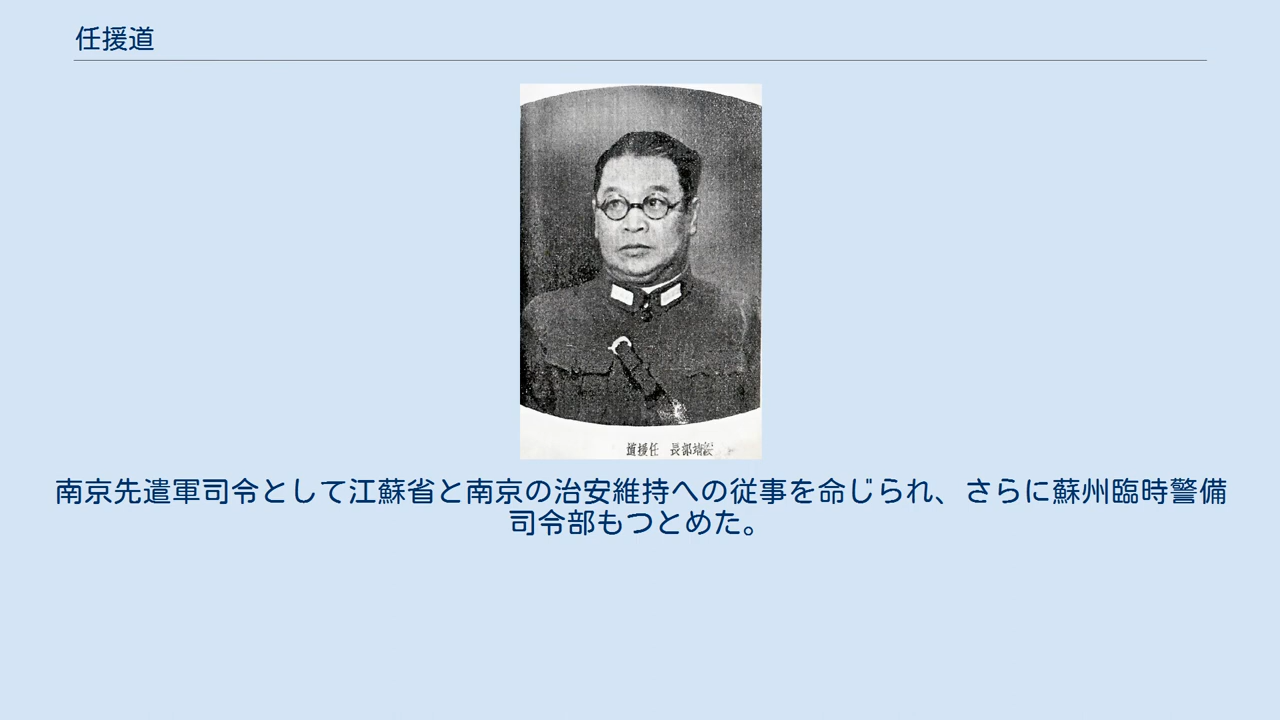 任援道
道援任 長部靖綏
南京先遣軍司令として江蘇省と南京の治安維持への従事を命じられ、さらに蘇州臨時警備
司令部もつとめた。